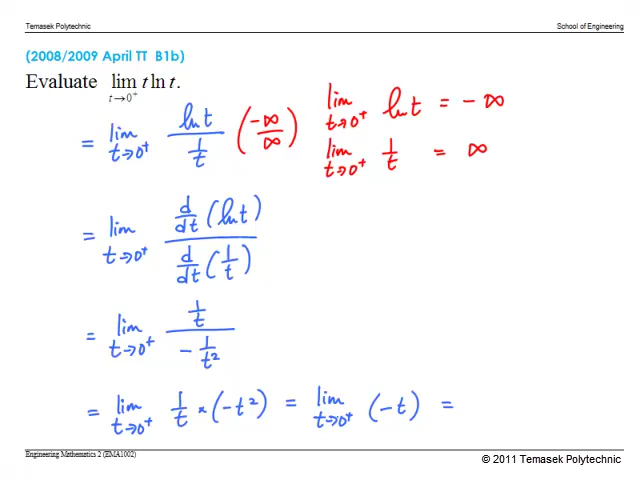 Temasek Polytechnic School of Engineering
(2008/2009 April TT B1b)
Evaluate lim t→0⁺ t ln t.
= lim t→0⁺ (ln t)/(1/t) (-∞/∞)
lim t→0⁺ ln t = -∞
lim t→0⁺ 1/t = ∞
= lim t→0⁺ (d/dt (ln t))/(d/dt (1/t))
= lim t→0⁺ (1/t)/(-1/t²)
= lim t→0⁺ 1/t × (-t²) = lim t→0⁺ (-t) =
Engineering Mathematics 2 (EMA1002) © 2011 Temasek Polytechnic